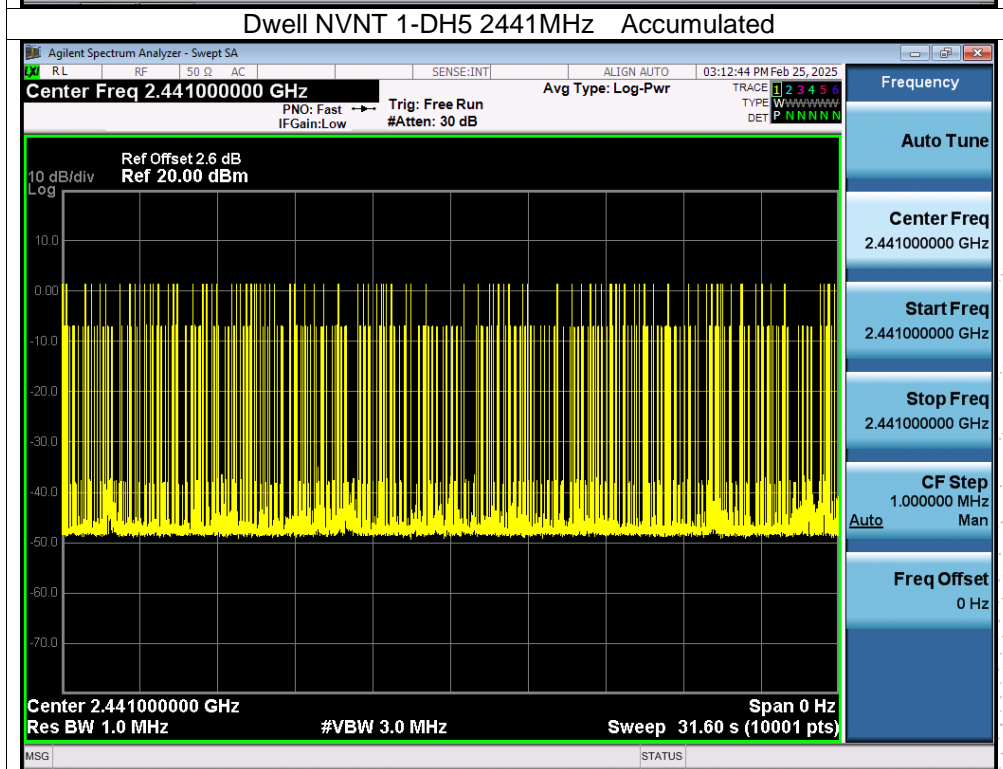 Dwell NVNT 1-DH5 2441MHz Accumulated
Agilent Spectrum Analyzer - Swept SA
LXI RL RF 50 Ω AC SENSE:INT ALIGN AUTO 03:12:44 PM Feb 25, 2025
Center Freq 2.441000000 GHz
PNO: Fast
IFGain:Low
Trig: Free Run
#Atten: 30 dB
Avg Type: Log-Pwr
TRACE 1 2 3 4 5 6
TYPE WWWWWWW
DET P N N N N N
Frequency
Auto Tune
Center Freq
2.441000000 GHz
Start Freq
2.441000000 GHz
Stop Freq
2.441000000 GHz
CF Step
1.000000 MHz
Auto Man
Freq Offset
0 Hz
Ref Offset 2.6 dB
10 dB/div Ref 20.00 dBm
Log
10.0
0.00
-10.0
-20.0
-30.0
-40.0
-50.0
-60.0
-70.0
Center 2.441000000 GHz Span 0 Hz
Res BW 1.0 MHz #VBW 3.0 MHz Sweep 31.60 s (10001 pts)
MSG STATUS